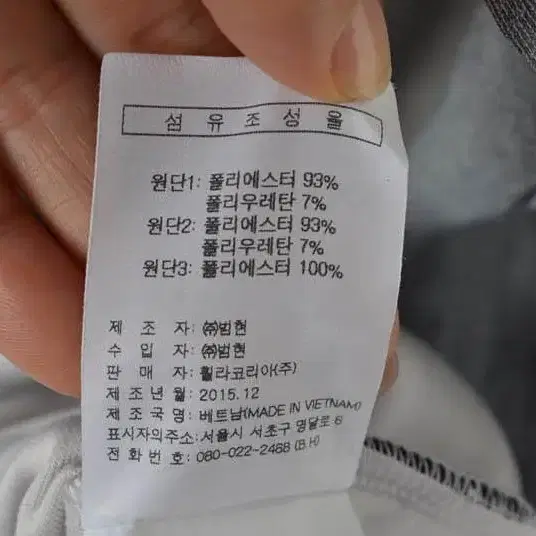 섬유조성율
원단1: 폴리에스터 93%
폴리우레탄 7%
원단2: 폴리에스터 93%
폴리우레탄 7%
원단3: 폴리에스터 100%
제 조 자: ㈜범현
수 입 자: ㈜범현
판 매 자: 휠라코리아(주)
제 조 년 월: 2015.12
제 조 국 명: 베트남(MADE IN VIETNAM)
표시자의주소: 서울시 서초구 명달로 6
전 화 번 호: 080-022-2488 (B.H)